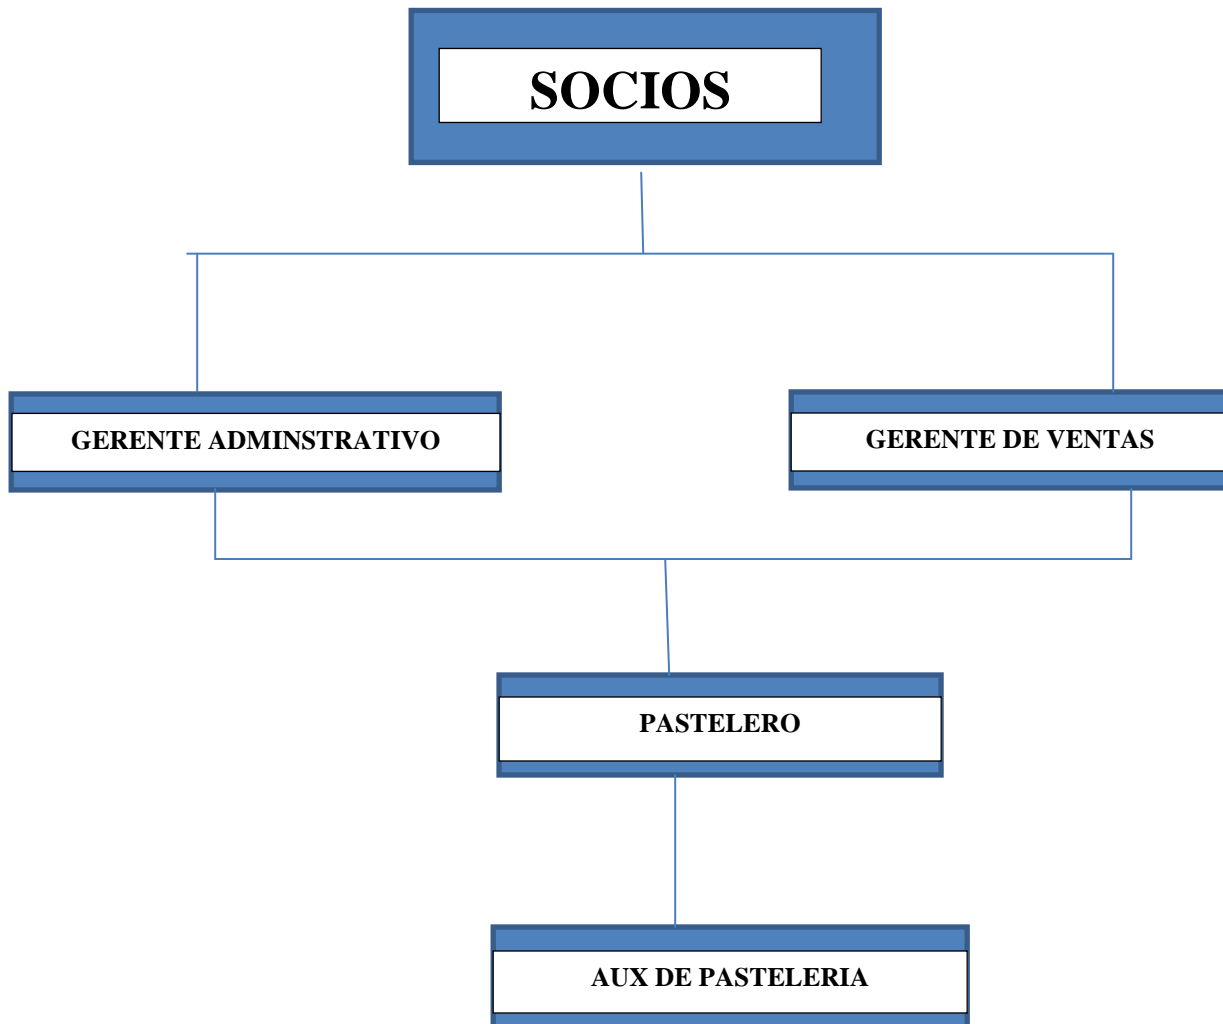 SOCIOS
GERENTE ADMINSTRATIVO
GERENTE DE VENTAS
PASTELERO
AUX DE PASTELERIA